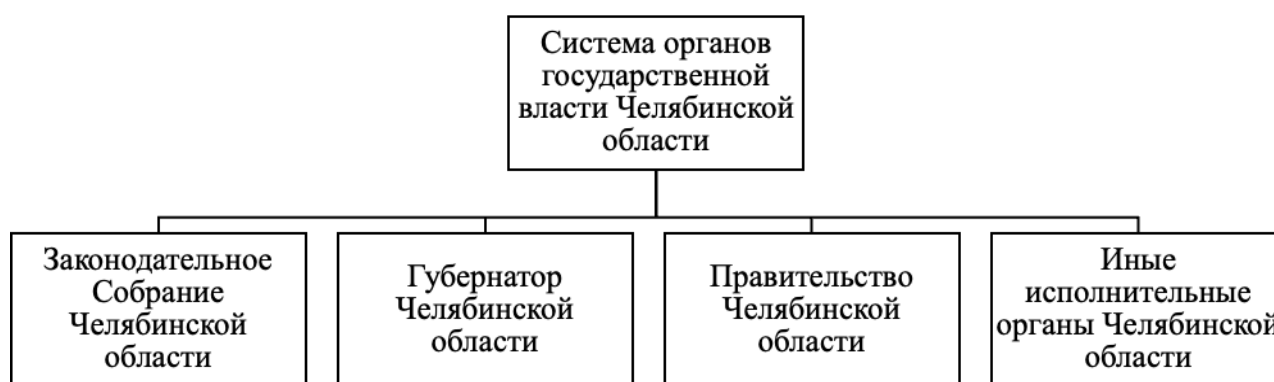 Система органов
государственной
власти Челябинской
области
Законодательное
Собрание
Челябинской
области
Губернатор
Челябинской
области
Правительство
Челябинской
области
Иные
исполнительные
органы Челябинской
области